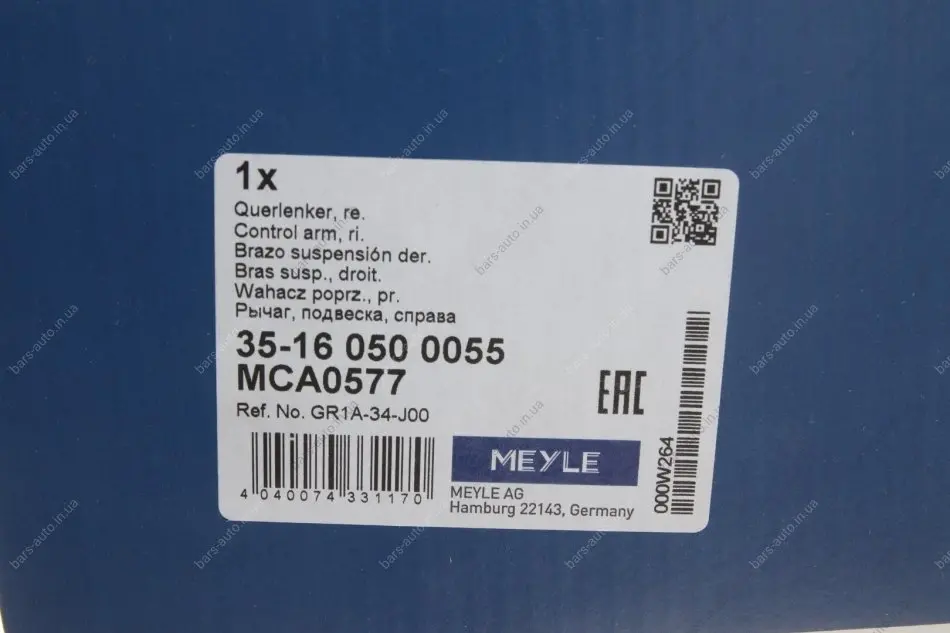 1x
Querlenker, re.
Control arm, ri.
Brazo suspensión der.
Bras susp., droit.
Wahacz poprz., pr.
Рычаг, подвеска, справа
35-16 050 0055
MCA0577
Ref. No. GR1A-34-J00
EAC
4 040074 331170
MEYLE
MEYLE AG
Hamburg 22143, Germany
000W264
bars-auto.in.ua